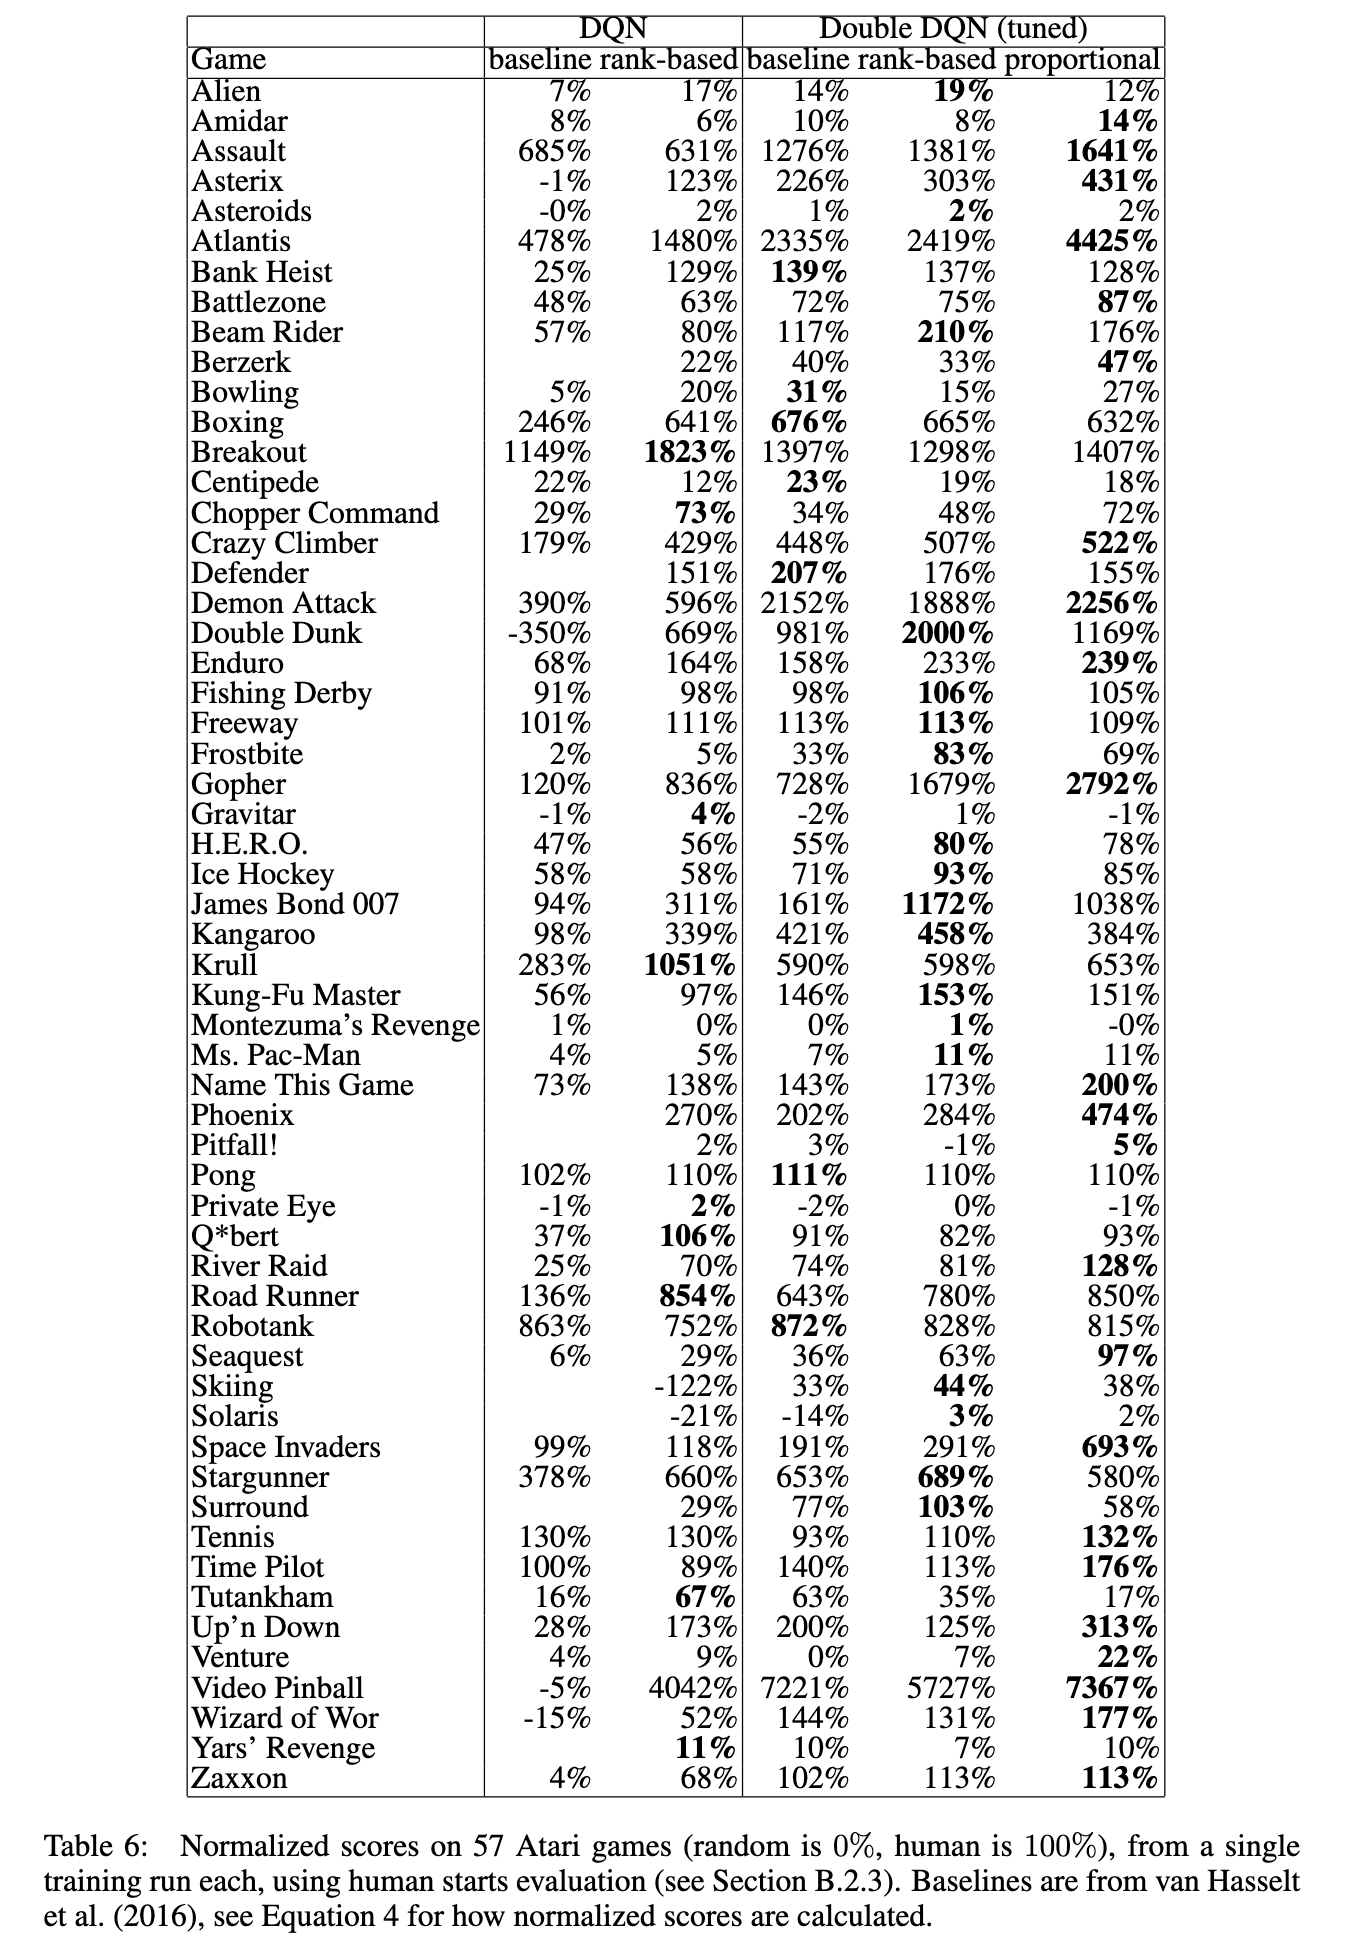 DQN Double DQN (tuned)
Game baseline rank-based baseline rank-based proportional
Alien 7% 17% 14% 19% 12%
Amidar 8% 6% 10% 8% 14%
Assault 685% 631% 1276% 1381% 1641%
Asterix -1% 123% 226% 303% 431%
Asteroids -0% 2% 1% 2% 2%
Atlantis 478% 1480% 2335% 2419% 4425%
Bank Heist 25% 129% 139% 137% 128%
Battlezone 48% 63% 72% 75% 87%
Beam Rider 57% 80% 117% 210% 176%
Berzerk 22% 40% 33% 47%
Bowling 5% 20% 31% 15% 27%
Boxing 246% 641% 676% 665% 632%
Breakout 1149% 1823% 1397% 1298% 1407%
Centipede 22% 12% 23% 19% 18%
Chopper Command 29% 73% 34% 48% 72%
Crazy Climber 179% 429% 448% 507% 522%
Defender 151% 207% 176% 155%
Demon Attack 390% 596% 2152% 1888% 2256%
Double Dunk -350% 669% 981% 2000% 1169%
Enduro 68% 164% 158% 233% 239%
Fishing Derby 91% 98% 98% 106% 105%
Freeway 101% 111% 113% 113% 109%
Frostbite 2% 5% 33% 83% 69%
Gopher 120% 836% 728% 1679% 2792%
Gravitar -1% 4% -2% 1% -1%
H.E.R.O. 47% 56% 55% 80% 78%
Ice Hockey 58% 58% 71% 93% 85%
James Bond 007 94% 311% 161% 1172% 1038%
Kangaroo 98% 339% 421% 458% 384%
Krull 283% 1051% 590% 598% 653%
Kung-Fu Master 56% 97% 146% 153% 151%
Montezuma's Revenge 1% 0% 0% 1% -0%
Ms. Pac-Man 4% 5% 7% 11% 11%
Name This Game 73% 138% 143% 173% 200%
Phoenix 270% 202% 284% 474%
Pitfall! 2% 3% -1% 5%
Pong 102% 110% 111% 110% 110%
Private Eye -1% 2% -2% 0% -1%
Q*bert 37% 106% 91% 82% 93%
River Raid 25% 70% 74% 81% 128%
Road Runner 136% 854% 643% 780% 850%
Robotank 863% 752% 872% 828% 815%
Seaquest 6% 29% 36% 63% 97%
Skiing -122% 33% 44% 38%
Solaris -21% -14% 3% 2%
Space Invaders 99% 118% 191% 291% 693%
Stargunner 378% 660% 653% 689% 580%
Surround 29% 77% 103% 58%
Tennis 130% 130% 93% 110% 132%
Time Pilot 100% 89% 140% 113% 176%
Tutankham 16% 67% 63% 35% 17%
Up'n Down 28% 173% 200% 125% 313%
Venture 4% 9% 0% 7% 22%
Video Pinball -5% 4042% 7221% 5727% 7367%
Wizard of Wor -15% 52% 144% 131% 177%
Yars' Revenge 11% 10% 7% 10%
Zaxxon 4% 68% 102% 113% 113%
Table 6: Normalized scores on 57 Atari games (random is 0%, human is 100%), from a single
training run each, using human starts evaluation (see Section B.2.3). Baselines are from van Hasselt
et al. (2016), see Equation 4 for how normalized scores are calculated.